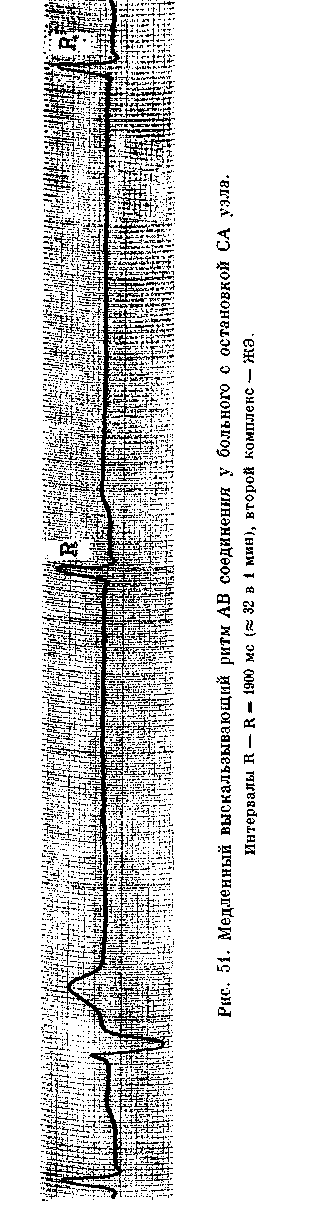 R
R
Рис. 51. Медленный выскальзывающий ритм АВ соединения у больного с остановкой СА узла.
Интервалы R — R = 1900 мс (≈ 32 в 1 мин), второй комплекс — ЖЭ.